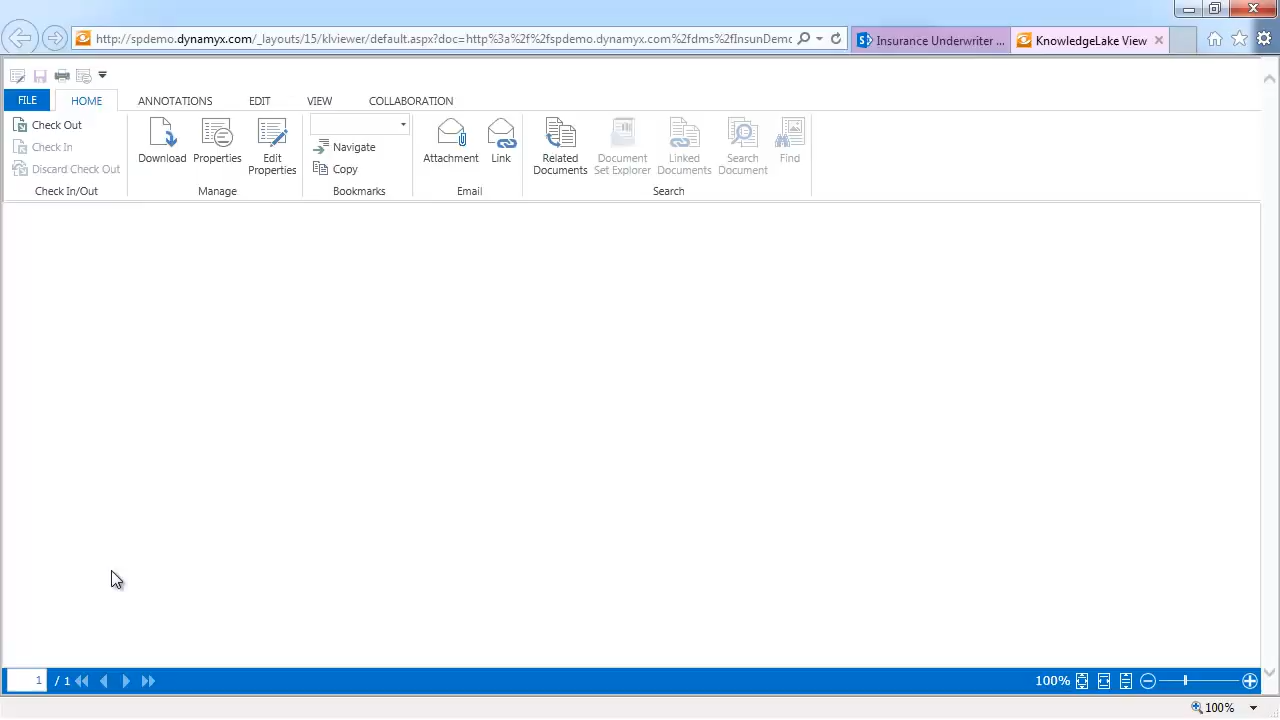 http://spdemo.dynamyx.com/_layouts/15/klviewer/default.aspx?doc=http%3a%2f%2fspdemo.dynamyx.com%2fdms%2fInsunDemo
Insurance Underwriter ...
KnowledgeLake View
FILE
HOME
ANNOTATIONS
EDIT
VIEW
COLLABORATION
Check Out
Check In
Discard Check Out
Check In/Out
Download
Properties
Edit
Properties
Manage
Navigate
Copy
Bookmarks
Attachment
Link
Email
Related
Documents
Document
Set Explorer
Linked
Documents
Search
Document
Find
Search
1 / 1
100%
100%